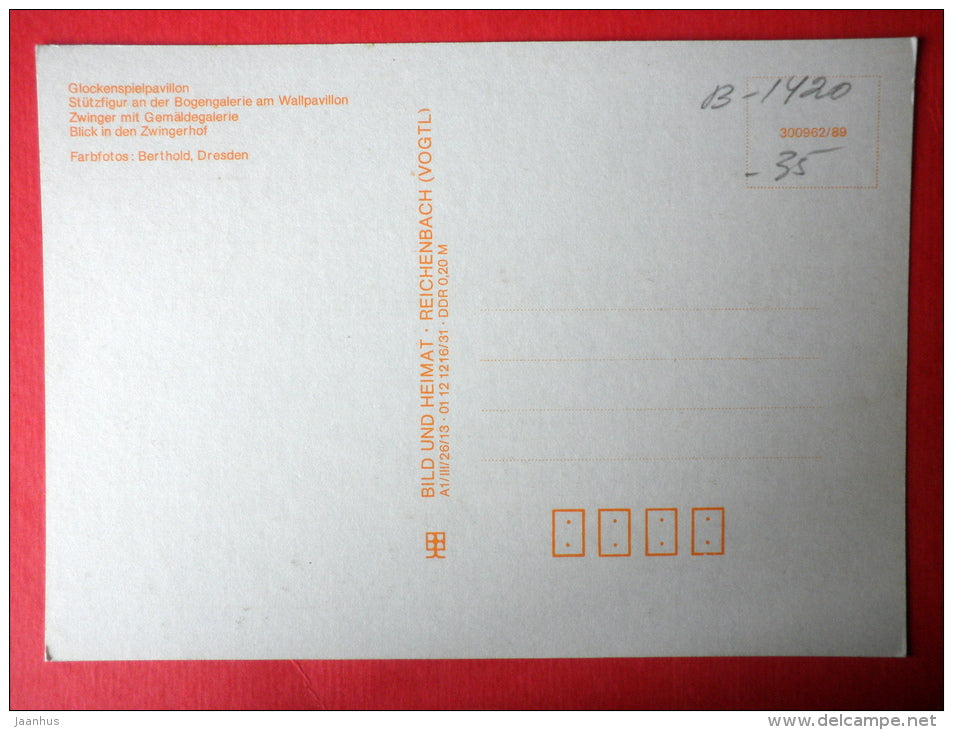 Glockenspielpavillon
Stützfigur an der Bogengalerie am Wallpavillon
Zwinger mit Gemäldegalerie
Blick in den Zwingerhof
Farbfotos: Berthold, Dresden
BILD UND HEIMAT · REICHENBACH (VOGTL)
A1/III/26/13 · 01 12 1216/31 · DDR 0,20 M
B-1420
300962/89
-35
Jaanhus
www.delcampe.net